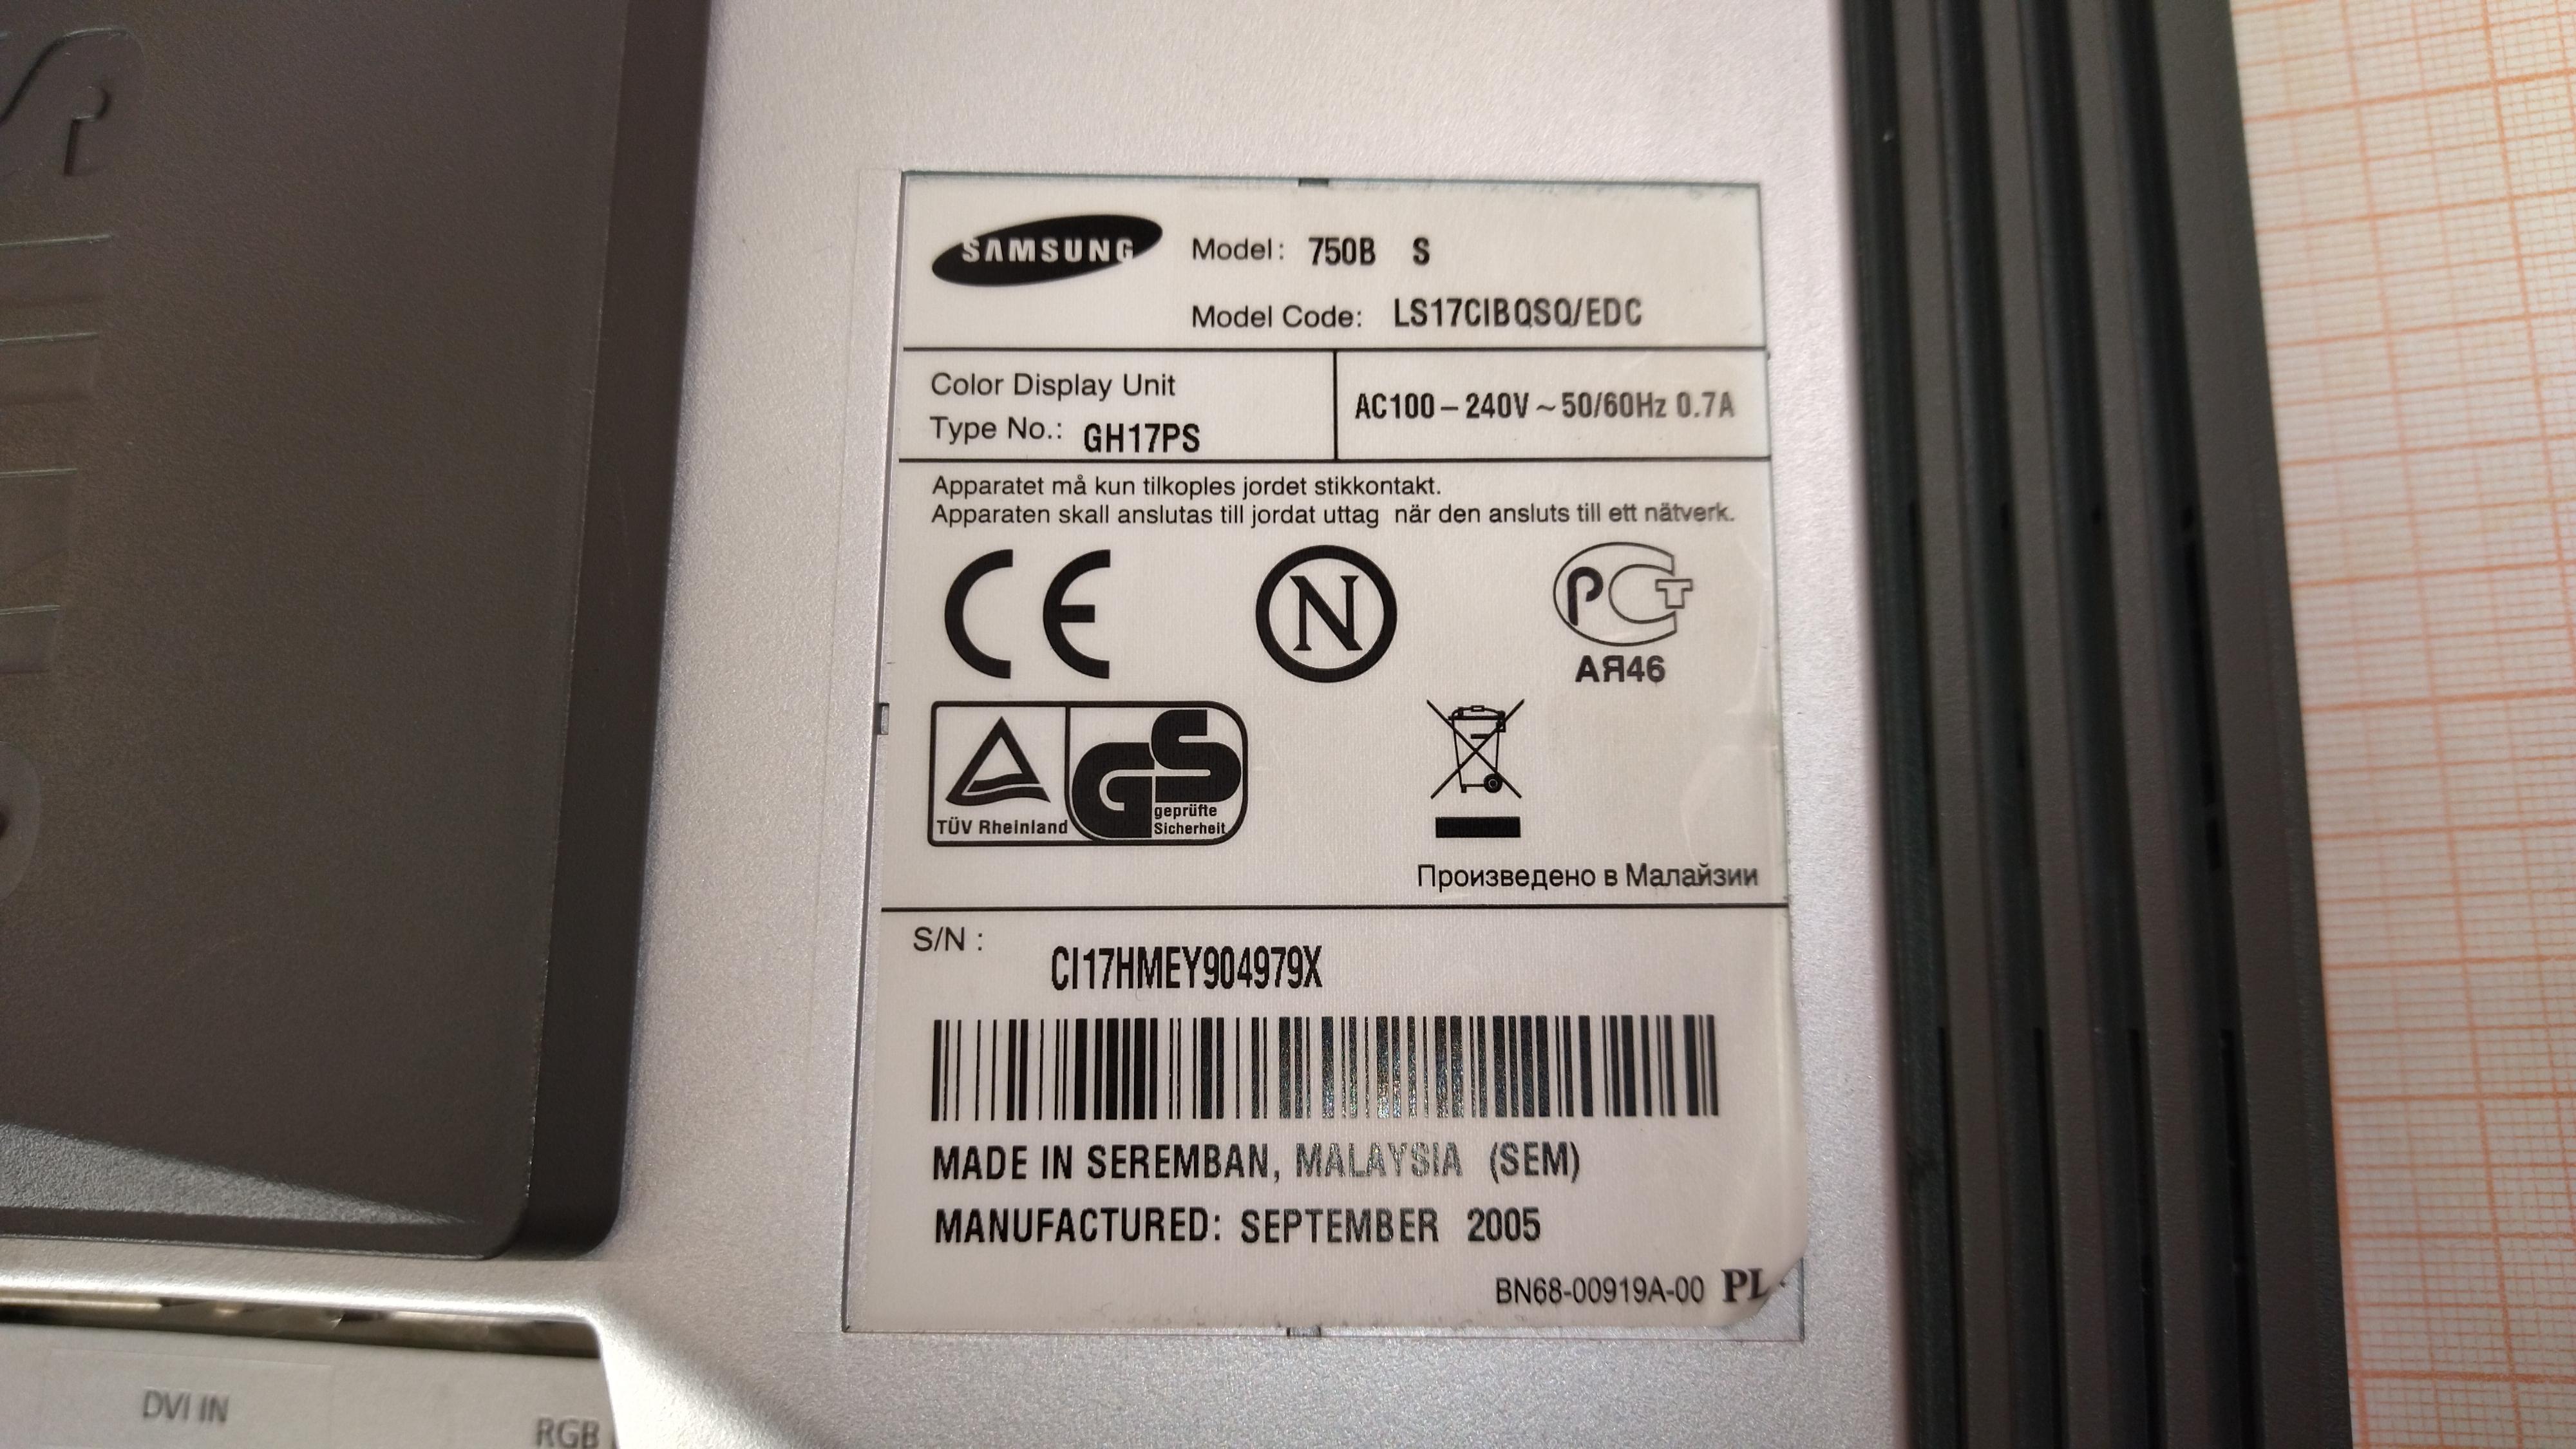 SAMSUNG Model: 750B S
Model Code: LS17CIBQSQ/EDC
Color Display Unit
Type No.: GH17PS
AC100-240V~50/60Hz 0.7A
Apparatet må kun tilkoples jordet stikkontakt.
Apparaten skall anslutas till jordat uttag när den ansluts till ett nätverk.
CE
N
РСТ
АЯ46
TÜV Rheinland
GS
geprüfte
Sicherheit
Произведено в Малайзии
S/N :
CI17HMEY904979X
MADE IN SEREMBAN, MALAYSIA (SEM)
MANUFACTURED: SEPTEMBER 2005
BN68-00919A-00 PL
DVI IN
RGB